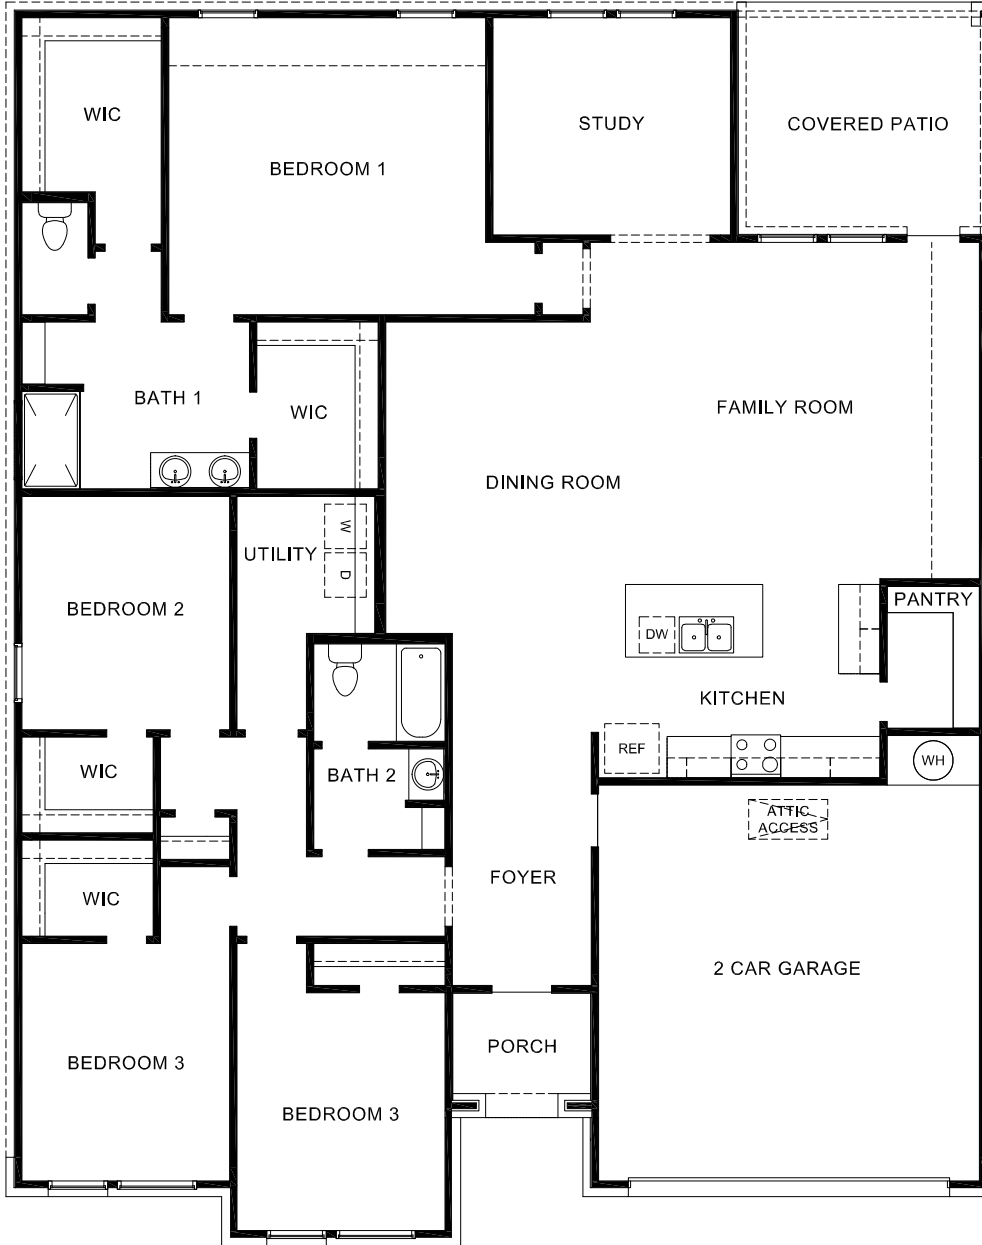 WIC
BEDROOM 1
STUDY
COVERED PATIO
BATH 1
WIC
FAMILY ROOM
DINING ROOM
W
D
UTILITY
BEDROOM 2
PANTRY
DW
KITCHEN
REF
WH
WIC
BATH 2
ATTIC
ACCESS
WIC
FOYER
2 CAR GARAGE
BEDROOM 3
PORCH
BEDROOM 3